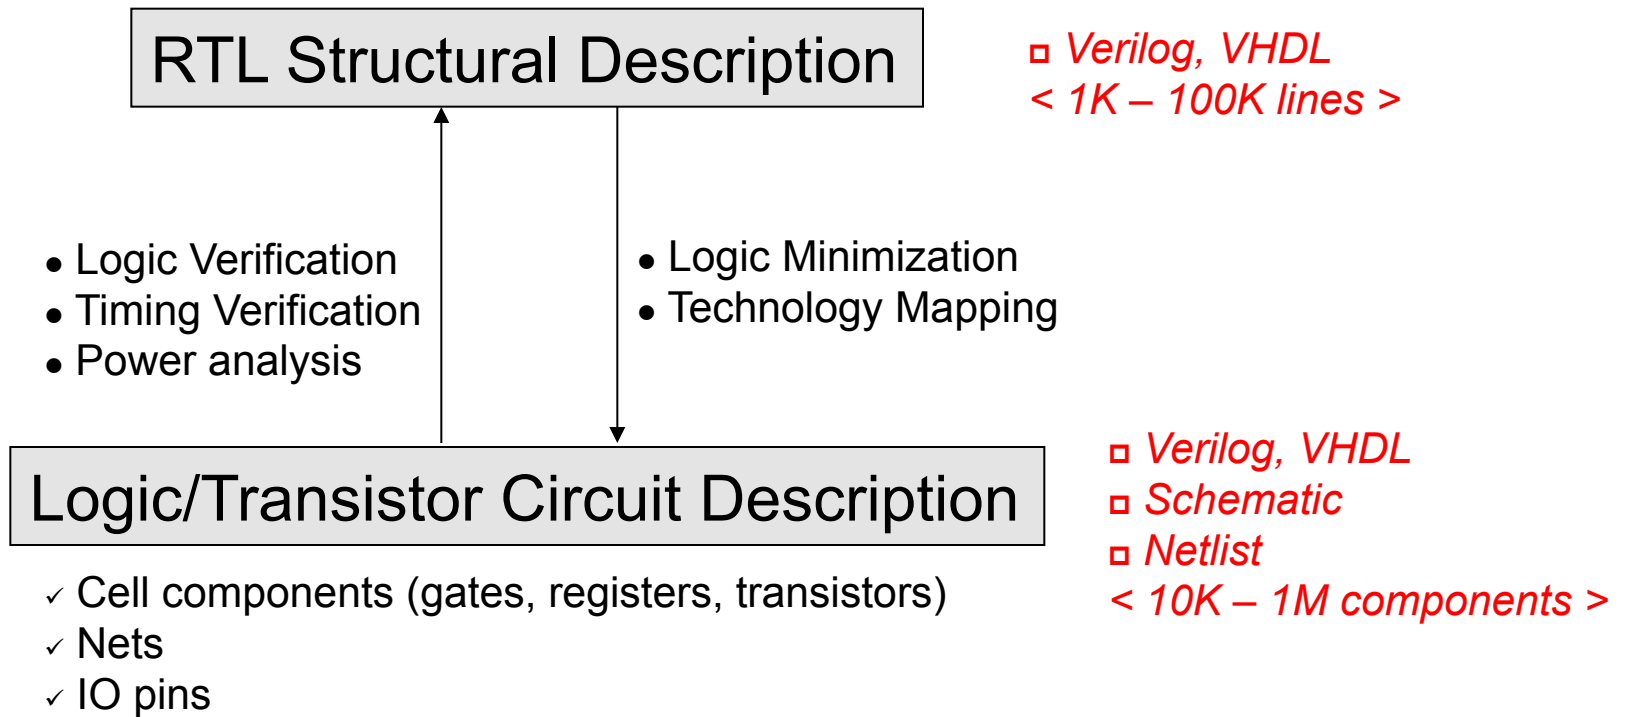 RTL Structural Description
Verilog, VHDL
< 1K – 100K lines >
● Logic Verification
● Timing Verification
● Power analysis
● Logic Minimization
● Technology Mapping
Logic/Transistor Circuit Description
Verilog, VHDL
Schematic
Netlist
< 10K – 1M components >
✓ Cell components (gates, registers, transistors)
✓ Nets
✓ IO pins